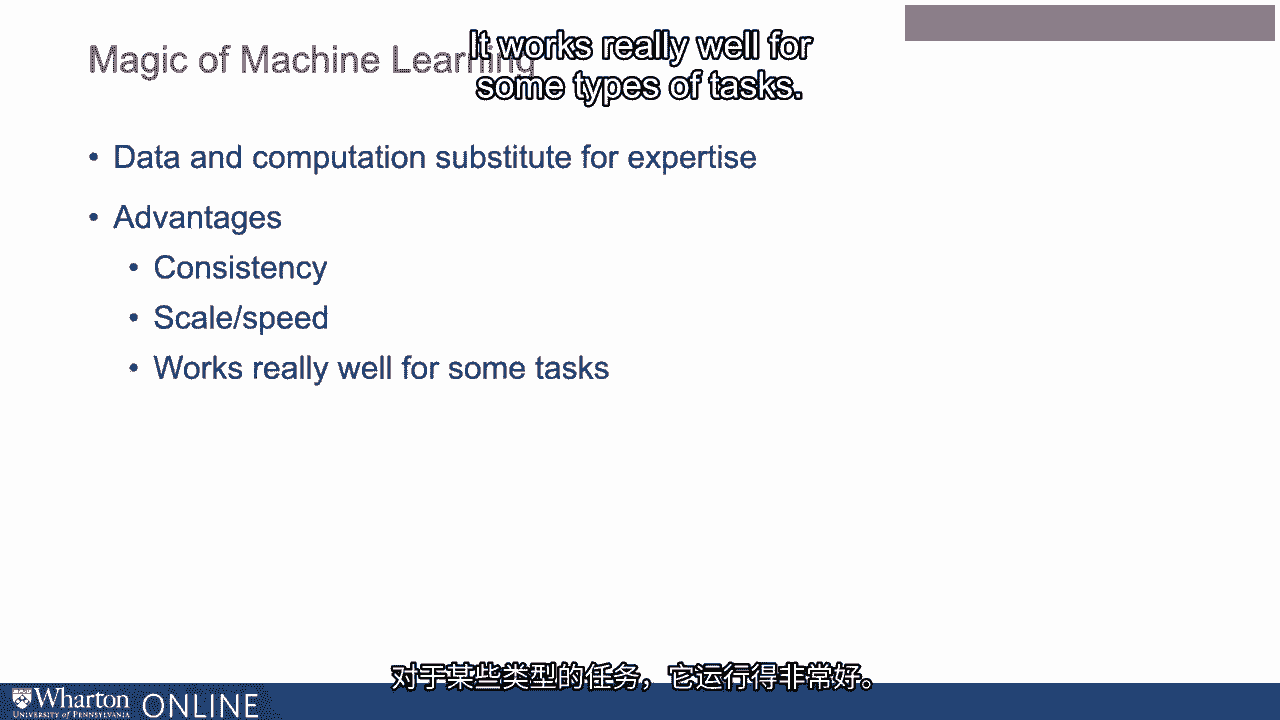 It works really well for
some types of tasks.
Magic of Machine Learning
• Data and computation substitute for expertise
• Advantages
• Consistency
• Scale/speed
• Works really well for some tasks
对于某些类型的任务，它运行得非常好。
Wharton
UNIVERSITY of PENNSYLVANIA
ONLINE